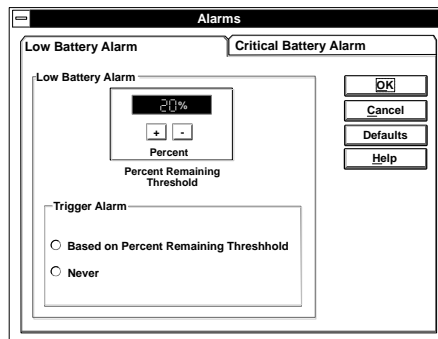 Alarms
Low Battery Alarm
Critical Battery Alarm
Low Battery Alarm
20%
+ -
Percent
Percent Remaining
Threshold
Trigger Alarm
Based on Percent Remaining Threshhold
Never
OK
Cancel
Defaults
Help